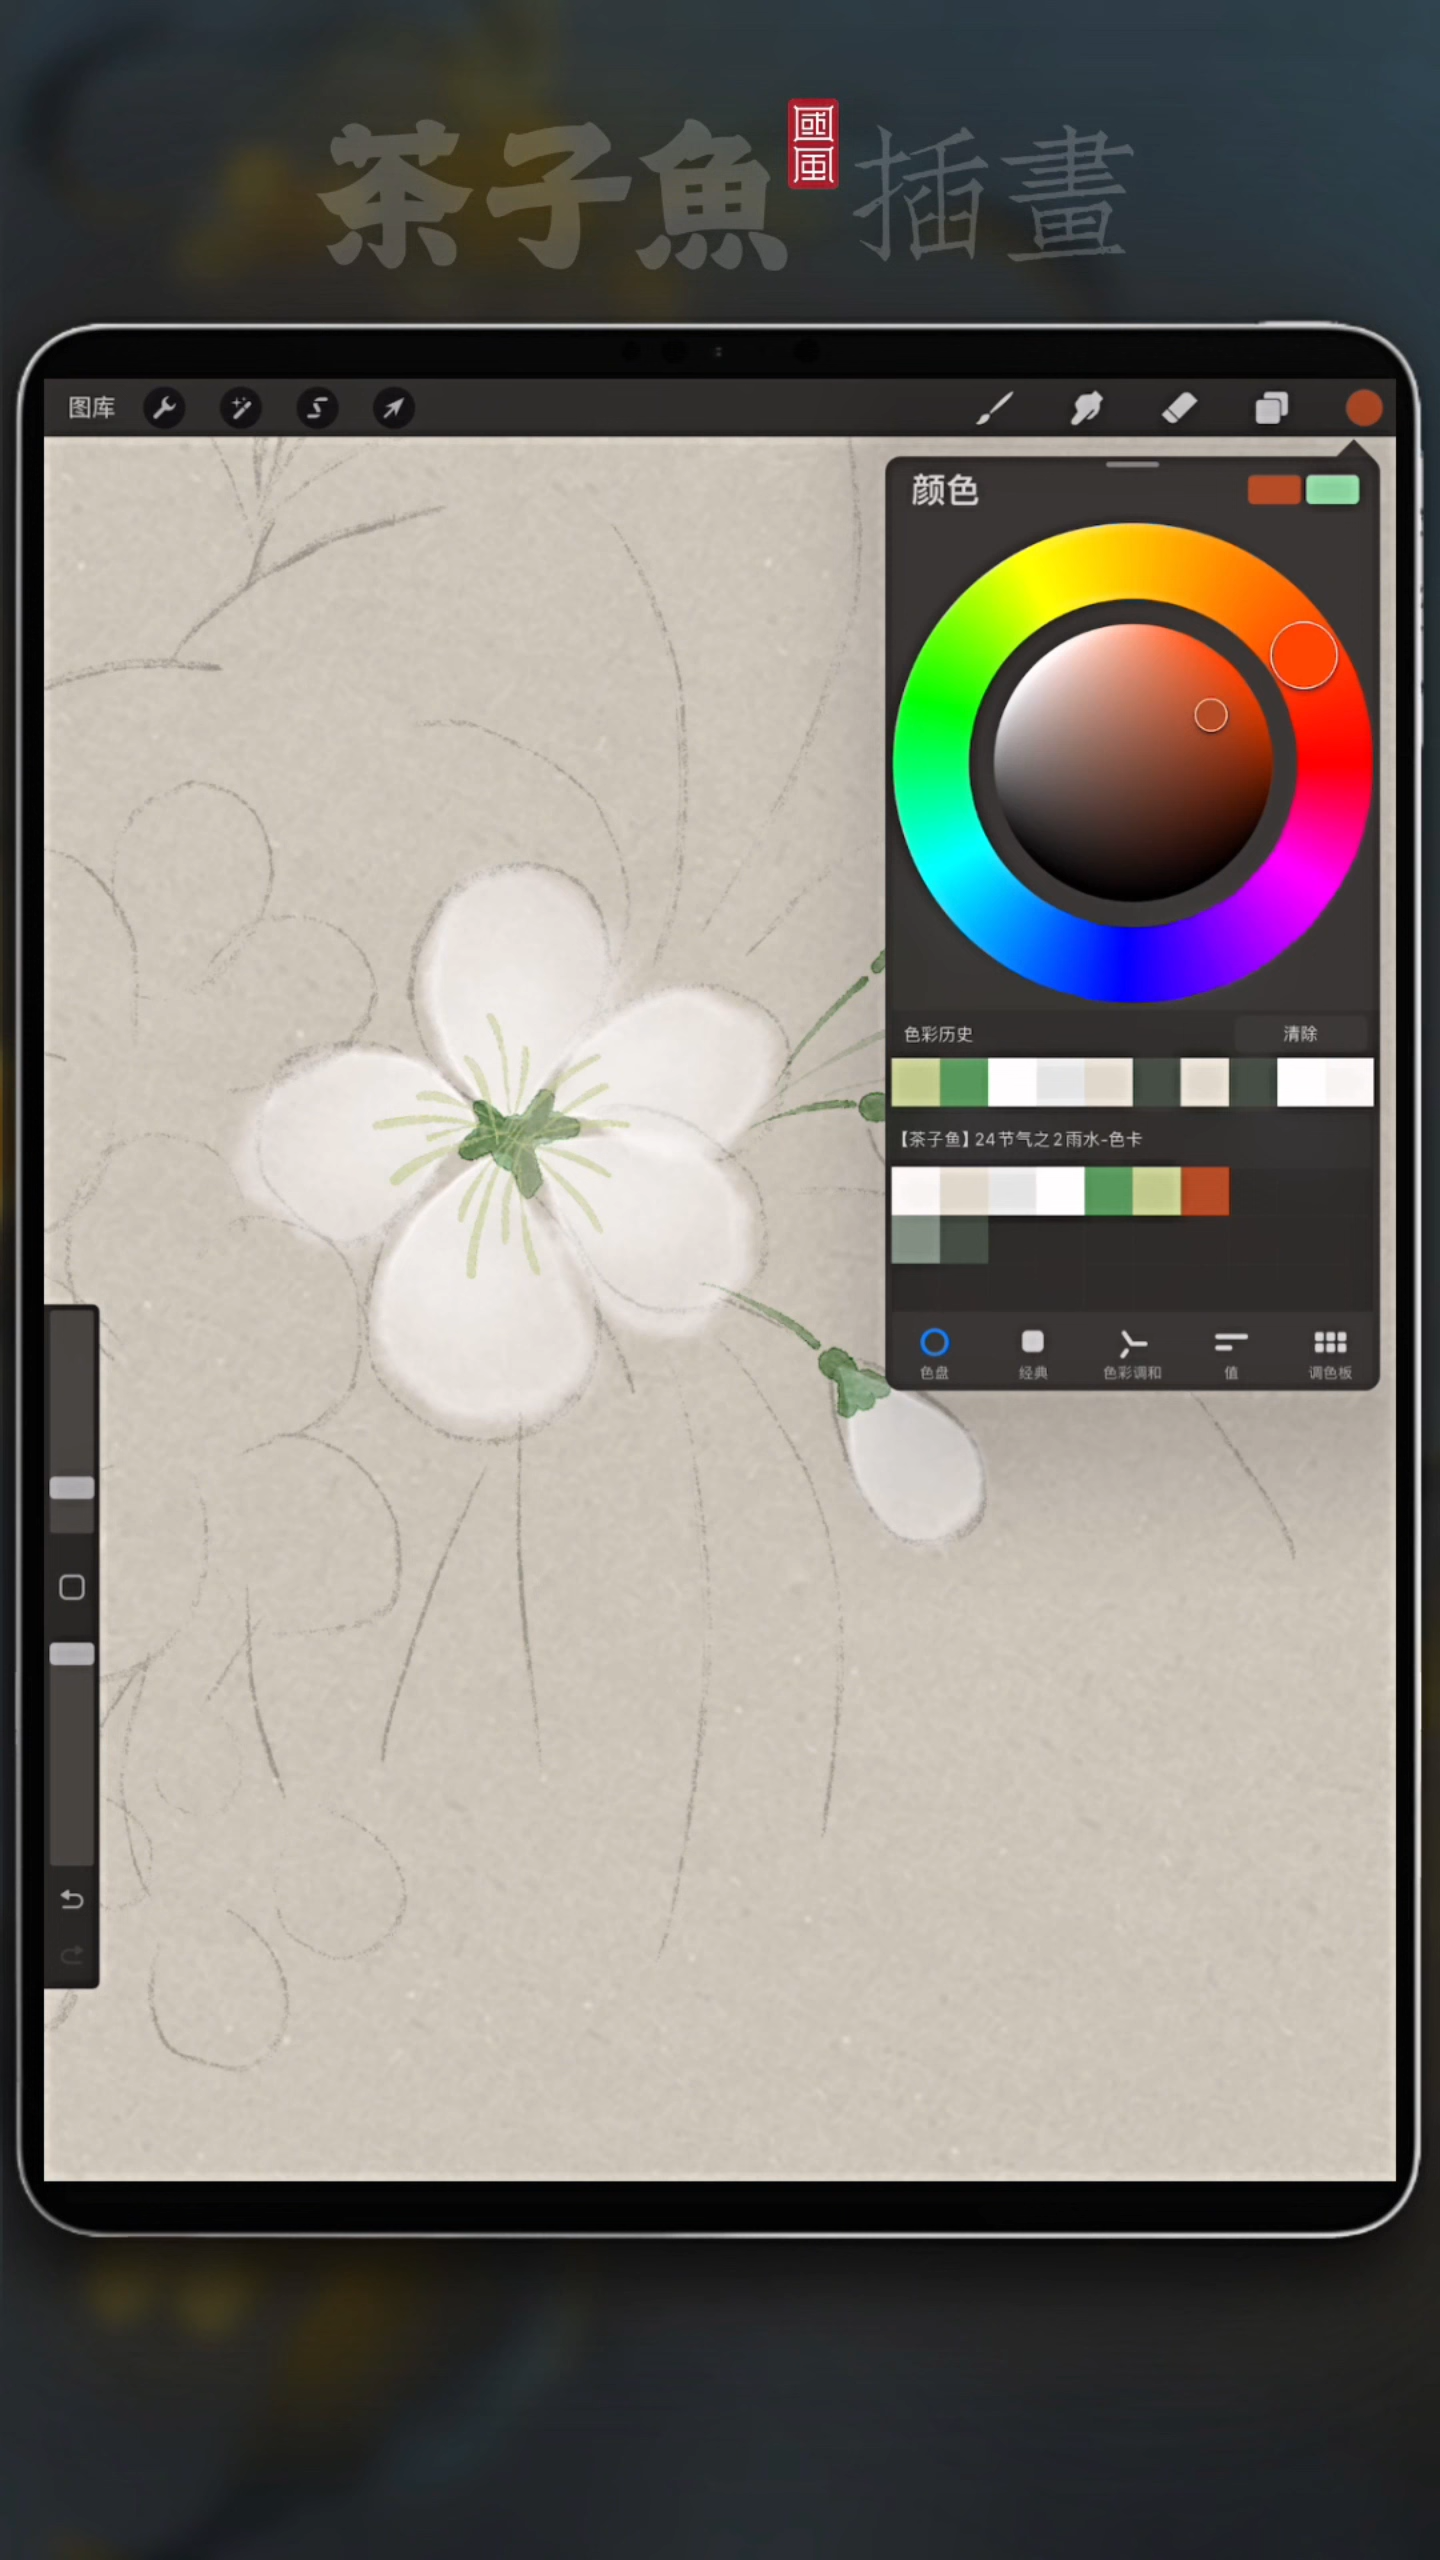 茶子魚 國風 插畫
图库
颜色
色彩历史 清除
【茶子鱼】24节气之2雨水-色卡
色盘 经典 色彩调和 值 调色板